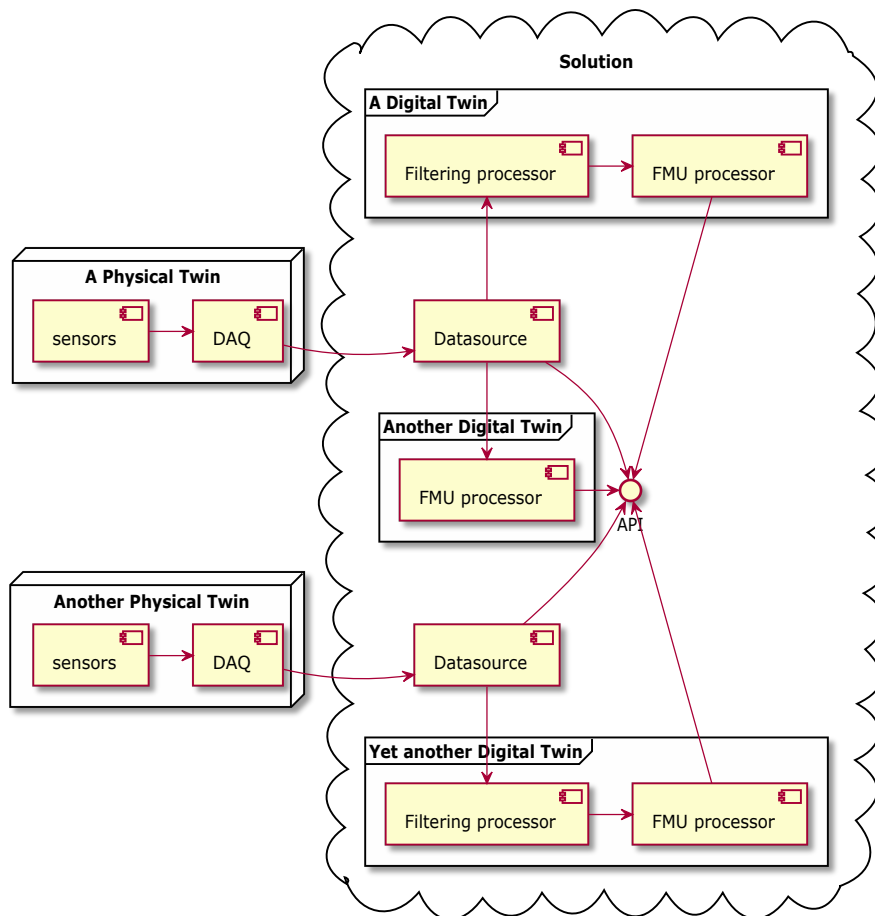 Solution
A Digital Twin
Filtering processor
FMU processor
A Physical Twin
sensors
DAQ
Datasource
Another Digital Twin
FMU processor
API
Another Physical Twin
sensors
DAQ
Datasource
Yet another Digital Twin
Filtering processor
FMU processor